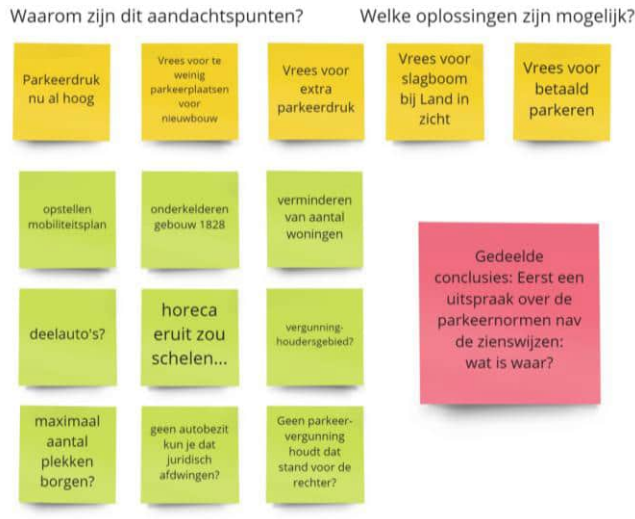 Waarom zijn dit aandachtspunten?
Welke oplossingen zijn mogelijk?
Parkeerdruk
nu al hoog
Vrees voor te
weinig
parkeerplaatsen
voor
nieuwbouw
Vrees voor
extra
parkeerdruk
Vrees voor
slagboom
bij Land in
zicht
Vrees voor
betaald
parkeren
opstellen
mobiliteitsplan
onderkelderen
gebouw 1828
verminderen
van aantal
woningen
deelauto's?
horeca
eruit zou
schelen...
vergunning-
houdersgebied?
maximaal
aantal
plekken
borgen?
geen autobezit
kun je dat
juridisch
afdwingen?
Geen parkeer-
vergunning
houdt dat
stand voor de
rechter?
Gedeelde
conclusies: Eerst een
uitspraak over de
parkeernormen nav
de zienswijzen:
wat is waar?